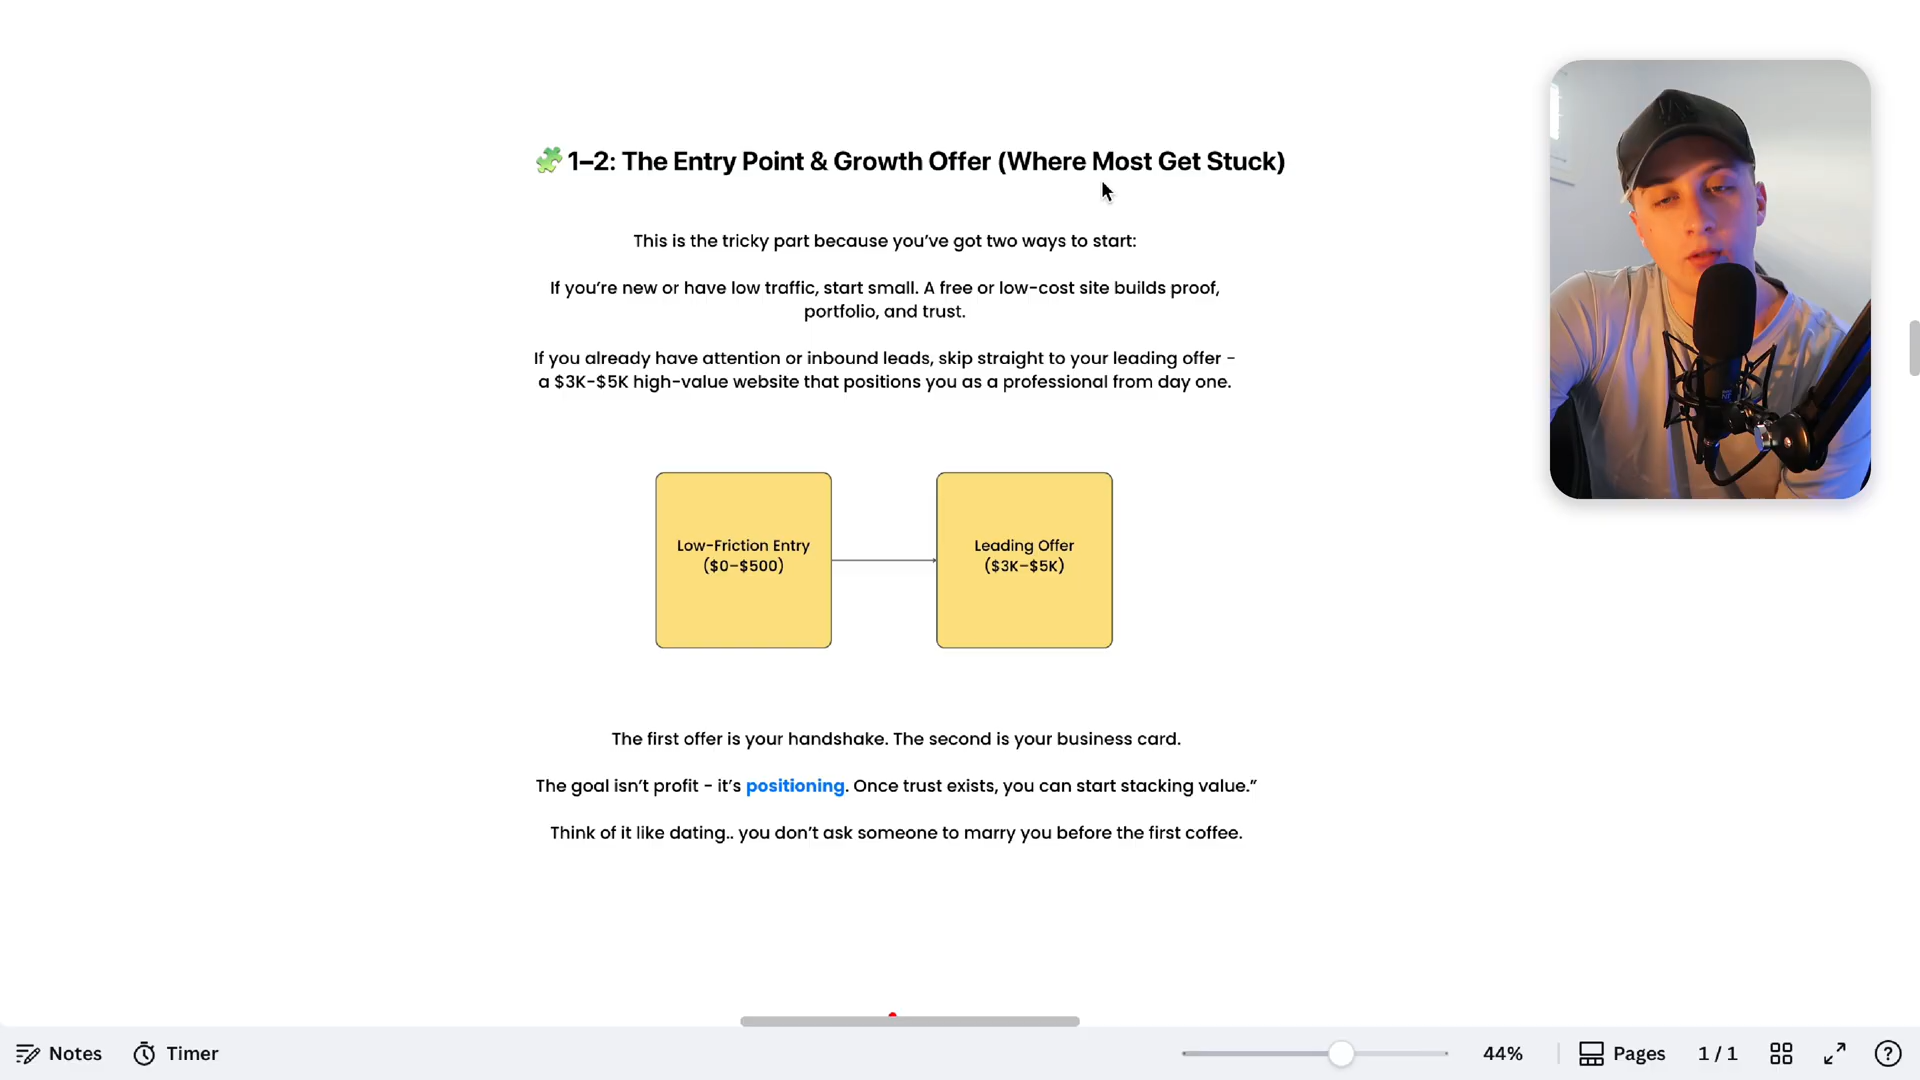 🧩 1–2: The Entry Point & Growth Offer (Where Most Get Stuck)
This is the tricky part because you’ve got two ways to start:
If you’re new or have low traffic, start small. A free or low-cost site builds proof,
portfolio, and trust.
If you already have attention or inbound leads, skip straight to your leading offer -
a $3K-$5K high-value website that positions you as a professional from day one.
Low-Friction Entry
($0–$500)
Leading Offer
($3K–$5K)
The first offer is your handshake. The second is your business card.
The goal isn’t profit - it’s positioning. Once trust exists, you can start stacking value.”
Think of it like dating.. you don’t ask someone to marry you before the first coffee.
Notes
Timer
44%
Pages
1 / 1